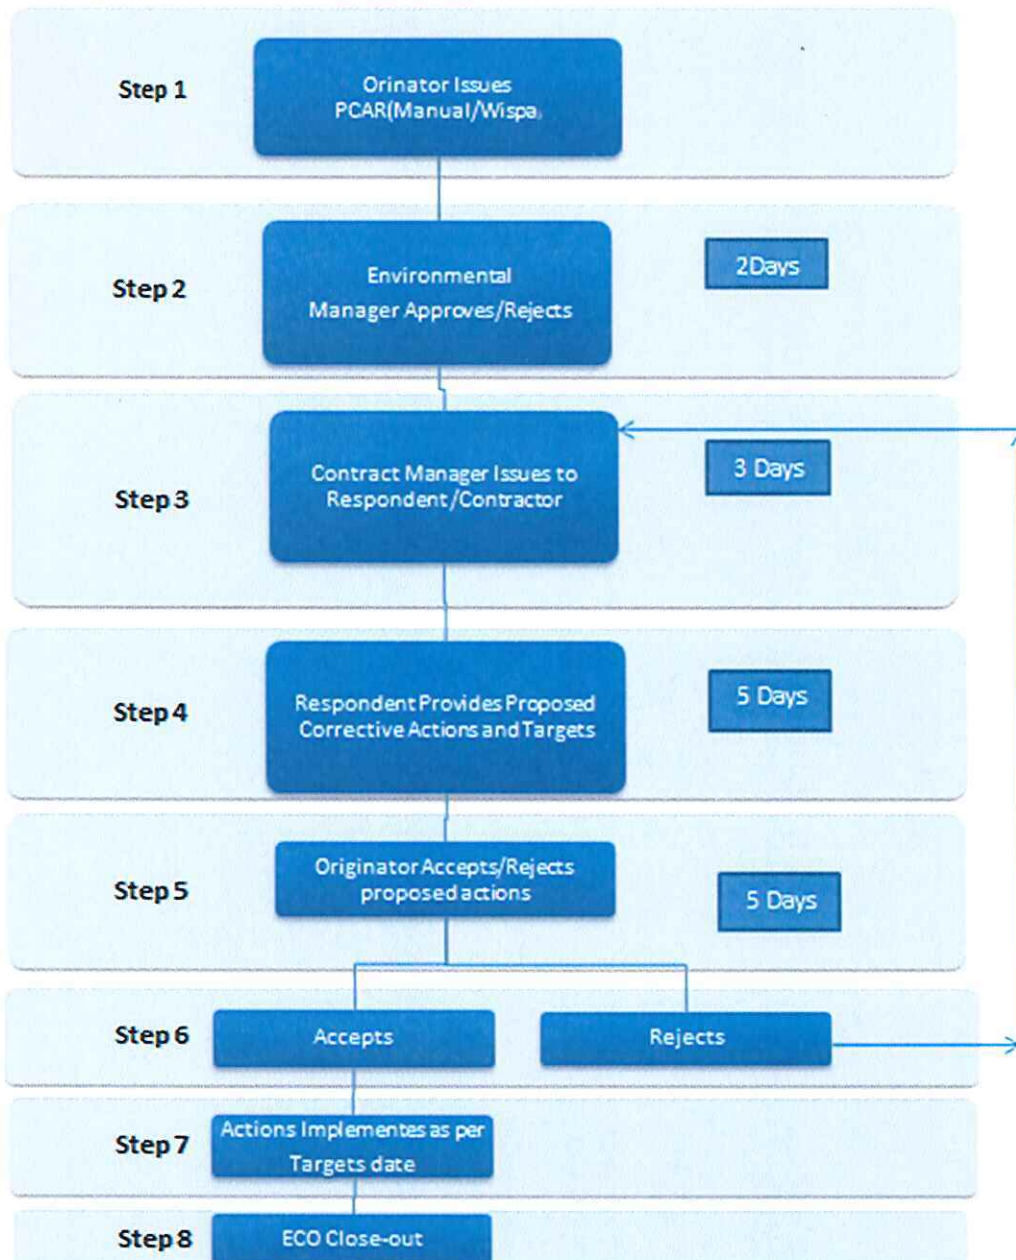 Step 1
Orinator Issues
PCAR(Manual/Wispa)
Step 2
Environmental
Manager Approves/Rejects
2Days
Step 3
Contract Manager Issues to
Respondent/Contractor
3 Days
Step 4
Respondent Provides Proposed
Corrective Actions and Targets
5 Days
Step 5
Originator Accepts/Rejects
proposed actions
5 Days
Step 6
Accepts
Rejects
Step 7
Actions Implementes as per
Targets date
Step 8
ECO Close-out